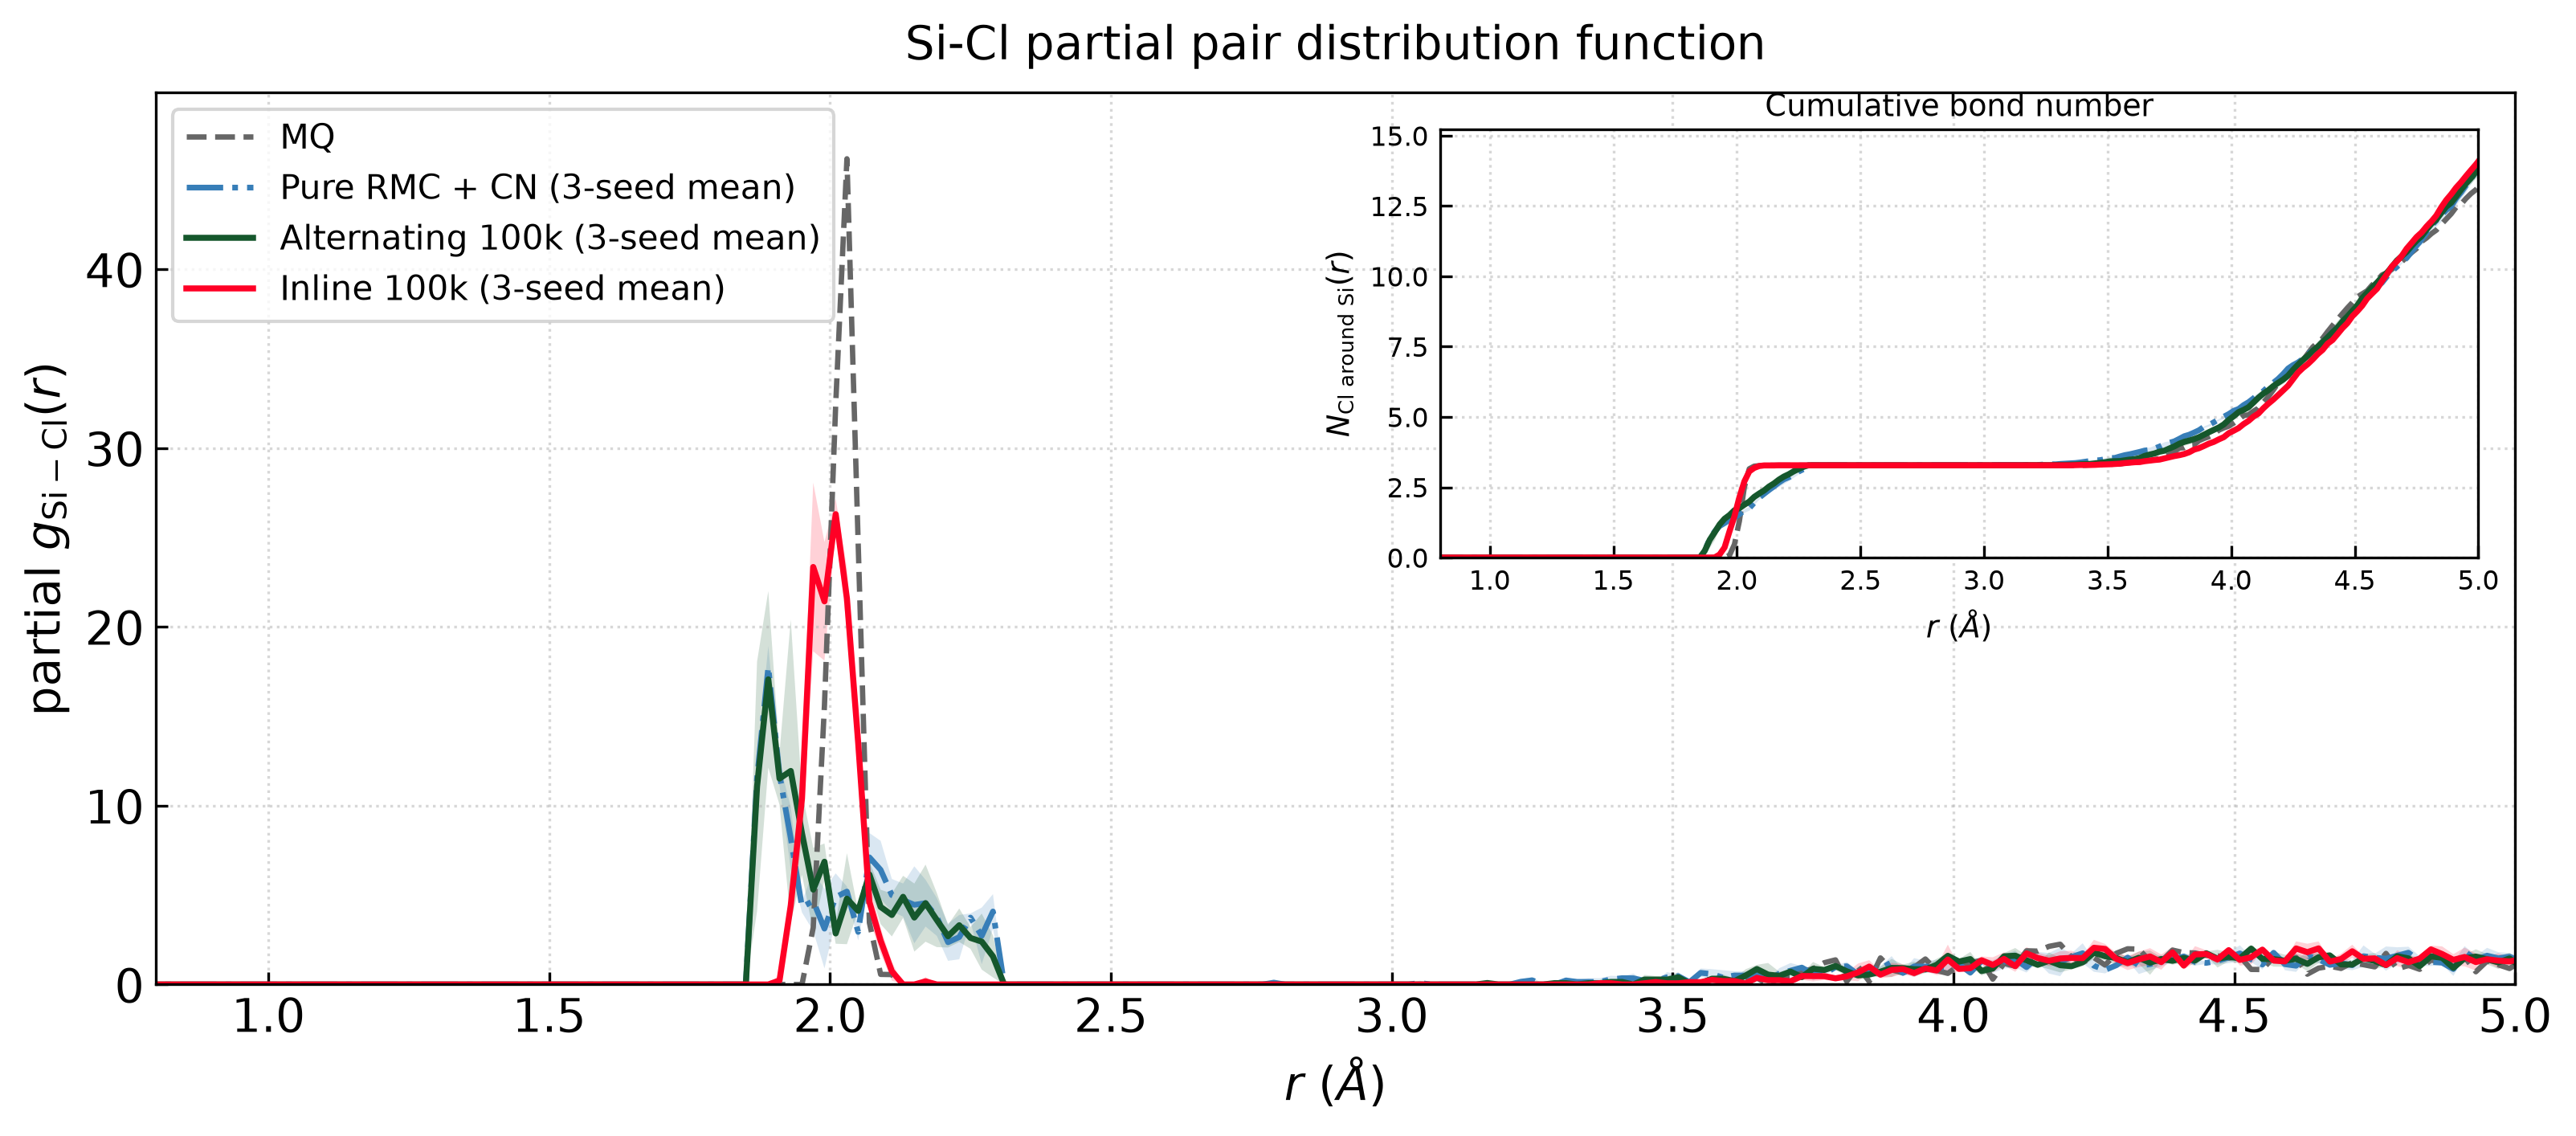 Si-Cl partial pair distribution function
MQ
Pure RMC + CN (3-seed mean)
Alternating 100k (3-seed mean)
Inline 100k (3-seed mean)
partial gSi−Cl(r)
40
30
20
10
0
1.0 1.5 2.0 2.5 3.0 3.5 4.0 4.5 5.0
r (Å)
Cumulative bond number
NCl around Si(r)
15.0
12.5
10.0
7.5
5.0
2.5
0.0
1.0 1.5 2.0 2.5 3.0 3.5 4.0 4.5 5.0
r (Å)